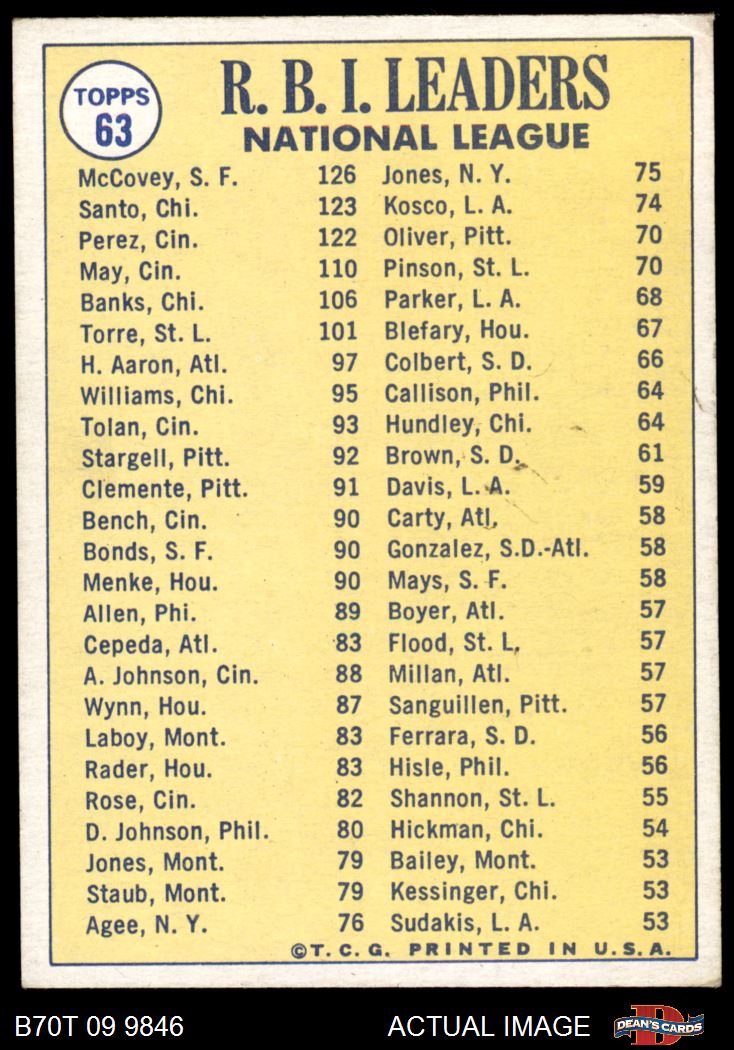 TOPPS
63
R. B. I. LEADERS
NATIONAL LEAGUE
McCovey, S. F. 126
Santo, Chi. 123
Perez, Cin. 122
May, Cin. 110
Banks, Chi. 106
Torre, St. L. 101
H. Aaron, Atl. 97
Williams, Chi. 95
Tolan, Cin. 93
Stargell, Pitt. 92
Clemente, Pitt. 91
Bench, Cin. 90
Bonds, S. F. 90
Menke, Hou. 90
Allen, Phi. 89
Cepeda, Atl. 83
A. Johnson, Cin. 88
Wynn, Hou. 87
Laboy, Mont. 83
Rader, Hou. 83
Rose, Cin. 82
D. Johnson, Phil. 80
Jones, Mont. 79
Staub, Mont. 79
Agee, N. Y. 76
Jones, N. Y. 75
Kosco, L. A. 74
Oliver, Pitt. 70
Pinson, St. L. 70
Parker, L. A. 68
Blefary, Hou. 67
Colbert, S. D. 66
Callison, Phil. 64
Hundley, Chi. 64
Brown, S. D. 61
Davis, L. A. 59
Carty, Atl. 58
Gonzalez, S.D.-Atl. 58
Mays, S. F. 58
Boyer, Atl. 57
Flood, St. L. 57
Millan, Atl. 57
Sanguillen, Pitt. 57
Ferrara, S. D. 56
Hisle, Phil. 56
Shannon, St. L. 55
Hickman, Chi. 54
Bailey, Mont. 53
Kessinger, Chi. 53
Sudakis, L. A. 53
©T. C. G. PRINTED IN U.S.A.
B70T 09 9846 ACTUAL IMAGE
D
DEAN'S CARDS